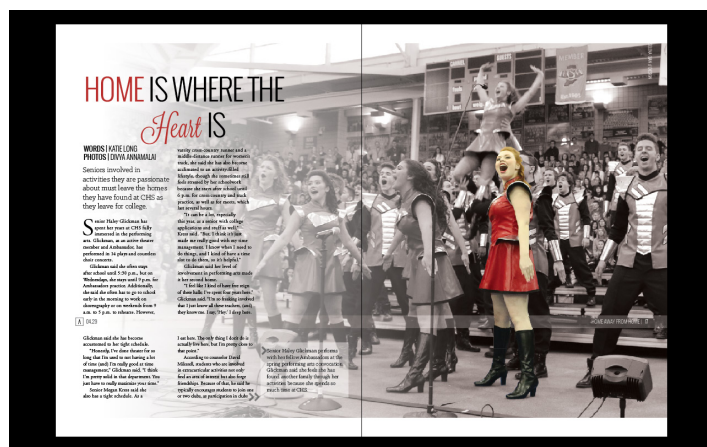 HOME IS WHERE THE
Heart IS
WORDS | KATIE LONG
PHOTOS | DIVYA ANNAMALAI
Seniors involved in
activities they are passionate
about must leave the homes
they have found at CHS as
they leave for college.
Senior Haley Glickman has
spent her years at CHS fully
immersed in the performing
arts. Glickman, as an active theater
member and Ambassador, has
performed in 14 plays and countless
choir concerts.
Glickman said she often stays
after school until 5:30 p.m., but on
Wednesdays, she stays until 9 p.m. for
Ambassadors practice. Additionally,
she said she often has to go to school
early in the morning to work on
choreography or on weekends from 9
a.m. to 5 p.m. to rehearse. However,
A 04.23
Glickman said she has become
accustomed to her tight schedule.
"Honestly, I've done theater for so
long that I'm used to not having a lot
of time (and) I'm really good at time
management," Glickman said. "I think
I'm pretty solid in that department. You
just have to really maximize your time."
Senior Megan Kress said she
also has a tight schedule. As a
varsity cross-country runner and a
middle-distance runner for women's
track, she said she has also become
acclimated to an activity-filled
lifestyle, though she sometimes still
feels stressed by her schoolwork
because she stays after school until
6 p.m. for cross-country and track
practice, as well as for meets, which
last several hours.
"It can be a lot, especially
this year, as a senior with college
applications and stuff as well,"
Kress said. "But, I think it's just
made me really good with my time
management. I know when I need to
do things, and I kind of have a time
slot to do them, so it's helpful."
Glickman said her level of
involvement in performing arts made
it her second home.
"I feel like I kind of have free reign
of these halls; I've spent four years here,"
Glickman said. "I'm so freaking involved
that I just know all these teachers, (and)
they know me. I say, 'Hey.' I sleep here.
I eat here. The only thing I don't do is
actually live here, but I'm pretty close to
that point."
According to counselor David
Mikesell, students who are involved
in extracurricular activities not only
find an area of interest but also forge
friendships. Because of that, he said he
typically encourages students to join one
or two clubs, as participation in clubs
Senior Haley Glickman performs
with her fellow Ambassadors at the
spring performing arts convocation.
Glickman said she feels she has
found another family through her
activities because she spends so
much time at CHS.
HOME AWAY FROM HOME |